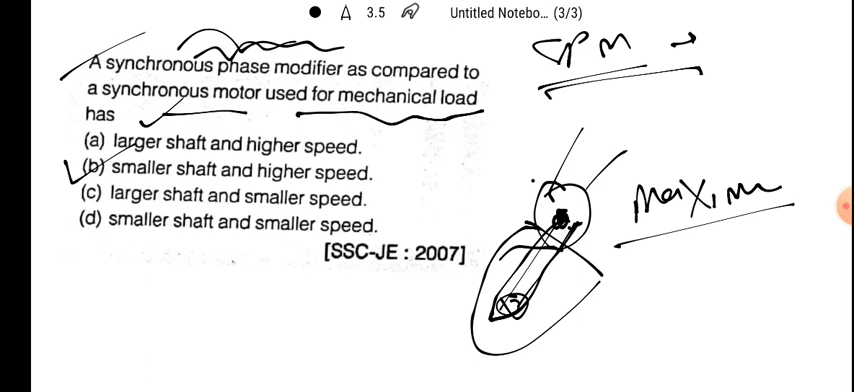 3.5 Untitled Notebo... (3/3)
A synchronous phase modifier as compared to
a synchronous motor used for mechanical load
has
(a) larger shaft and higher speed.
(b) smaller shaft and higher speed.
(c) larger shaft and smaller speed.
(d) smaller shaft and smaller speed.
[SSC-JE : 2007]